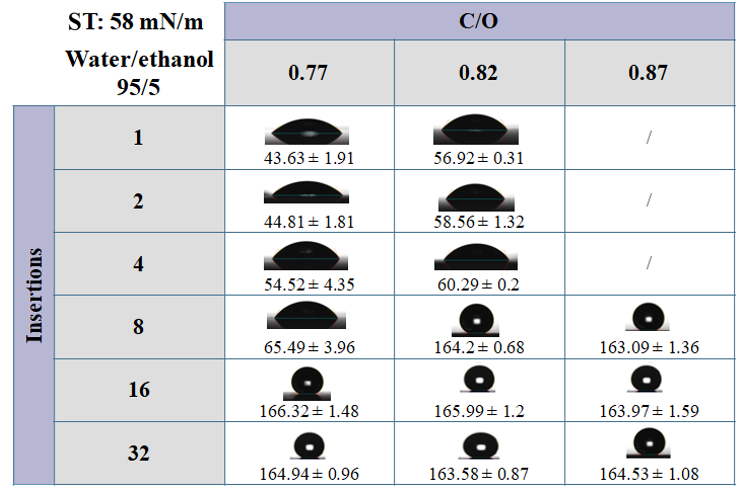 ST: 58 mN/m
Water/ethanol
95/5
C/O
0.77 0.82 0.87
Insertions
1 43.63 ± 1.91 56.92 ± 0.31 /
2 44.81 ± 1.81 58.56 ± 1.32 /
4 54.52 ± 4.35 60.29 ± 0.2 /
8 65.49 ± 3.96 164.2 ± 0.68 163.09 ± 1.36
16 166.32 ± 1.48 165.99 ± 1.2 163.97 ± 1.59
32 164.94 ± 0.96 163.58 ± 0.87 164.53 ± 1.08